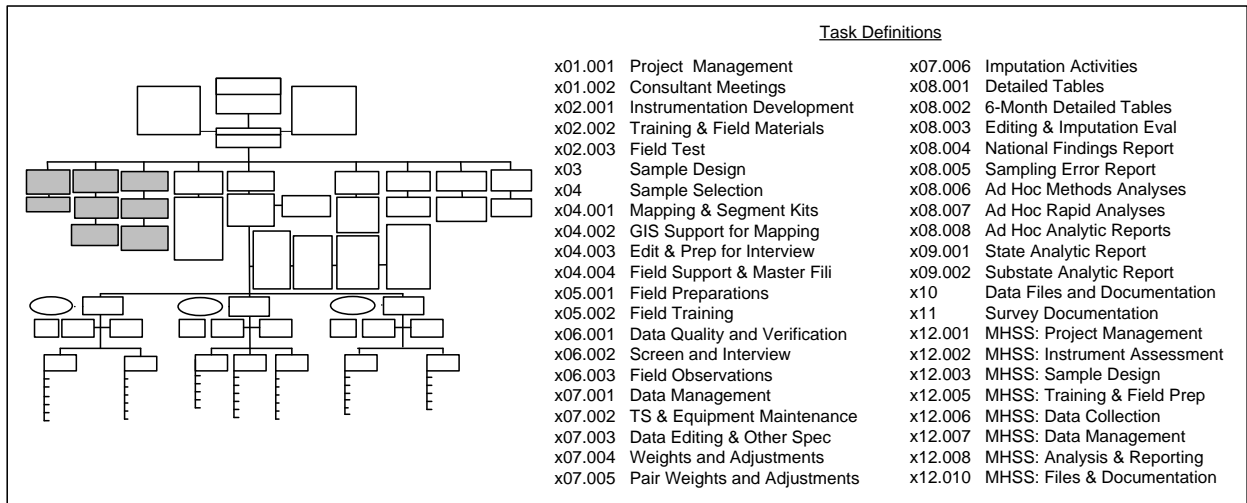 Task Definitions
x01.001 Project Management
x01.002 Consultant Meetings
x02.001 Instrumentation Development
x02.002 Training & Field Materials
x02.003 Field Test
x03 Sample Design
x04 Sample Selection
x04.001 Mapping & Segment Kits
x04.002 GIS Support for Mapping
x04.003 Edit & Prep for Interview
x04.004 Field Support & Master Fili
x05.001 Field Preparations
x05.002 Field Training
x06.001 Data Quality and Verification
x06.002 Screen and Interview
x06.003 Field Observations
x07.001 Data Management
x07.002 TS & Equipment Maintenance
x07.003 Data Editing & Other Spec
x07.004 Weights and Adjustments
x07.005 Pair Weights and Adjustments
x07.006 Imputation Activities
x08.001 Detailed Tables
x08.002 6-Month Detailed Tables
x08.003 Editing & Imputation Eval
x08.004 National Findings Report
x08.005 Sampling Error Report
x08.006 Ad Hoc Methods Analyses
x08.007 Ad Hoc Rapid Analyses
x08.008 Ad Hoc Analytic Reports
x09.001 State Analytic Report
x09.002 Substate Analytic Report
x10 Data Files and Documentation
x11 Survey Documentation
x12.001 MHSS: Project Management
x12.002 MHSS: Instrument Assessment
x12.003 MHSS: Sample Design
x12.005 MHSS: Training & Field Prep
x12.006 MHSS: Data Collection
x12.007 MHSS: Data Management
x12.008 MHSS: Analysis & Reporting
x12.010 MHSS: Files & Documentation